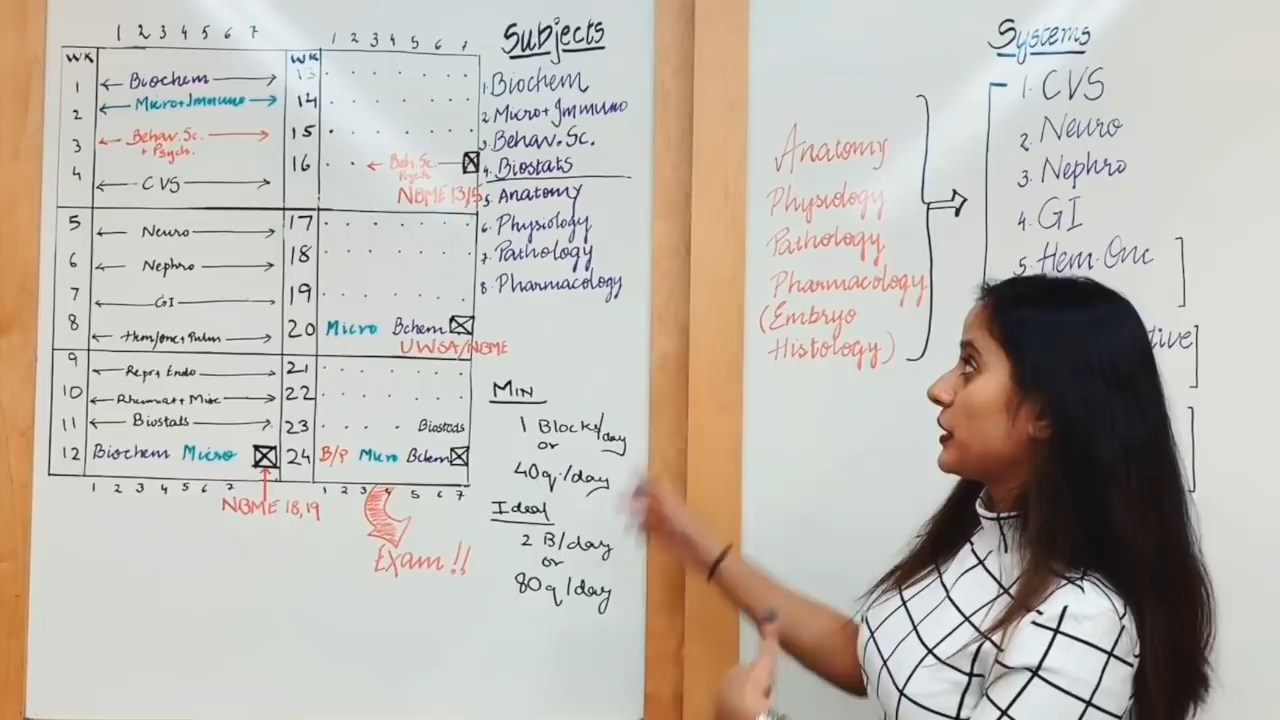 1 2 3 4 5 6 7
WK
1 Biochem
2 Micro+Immuno
3 Behav. Sc.
+ Psych.
4 CVS
5 Neuro
6 Nephro
7 GI
8 Hem/onc + Pulm
9 Repr + Endo
10 Rheumat + Misc
11 Biostats
12 Biochem Micro
1 2 3 4 5 6 7
NBME 18,19
1 2 3 4 5 6 7
WK
13
14
15
16 Beh. Sc.
Psych
NBME 13/15
17
18
19
20 Micro Bchem
UWSA/NBME
21
22
23 Biostads
24 B/P Micro Bchem
1 2 3 4 5 6 7
Exam !!
Subjects
1. Biochem
2 Micro+Immuno
3 Behav. Sc.
4. Biostats
5. Anatomy
6. Physiology
7. Pathology
8. Pharmacology
Min
1 Blocks/day
or
40q./day
Ideal
2 B/day
or
80q/day
Anatomy
Physiology
Pathology
Pharmacology
(Embryo
Histology)
Systems
1. CVS
2. Neuro
3. Nephro
4. GI
5. Hem. Onc